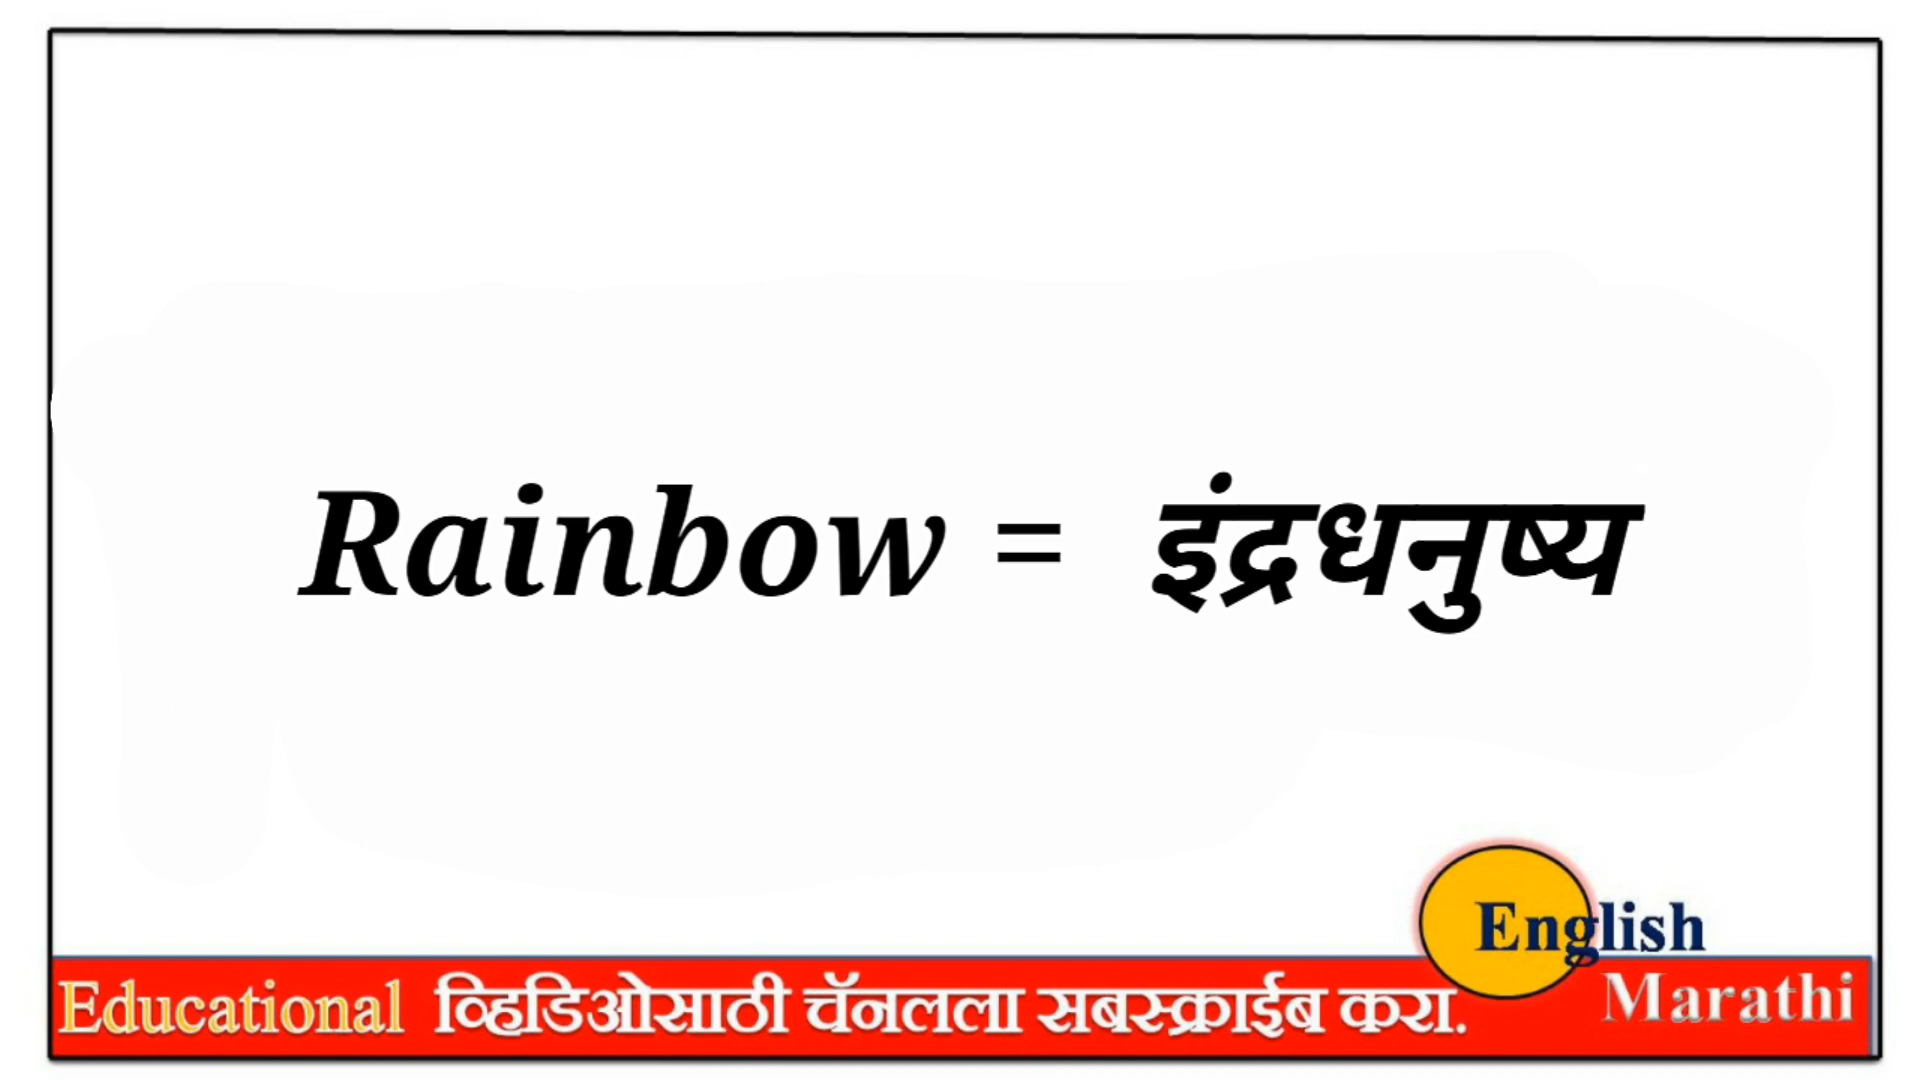 Rainbow = इंद्रधनुष्य
English
Educational व्हिडिओसाठी चॅनलला सबस्क्राईब करा.
Marathi